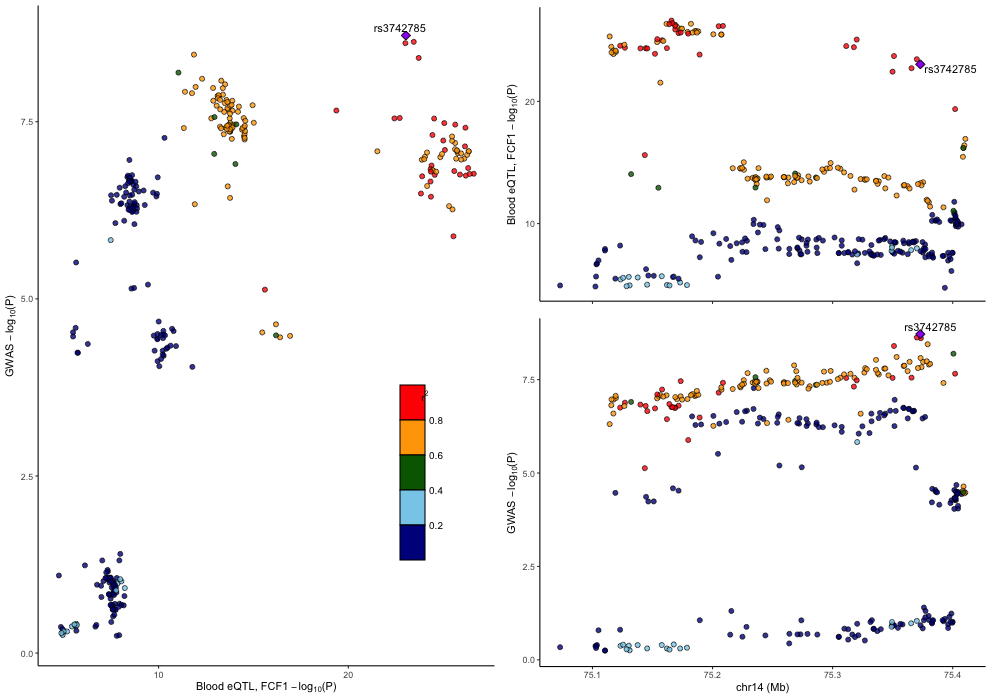 rs3742785
7.5
5.0
2.5
0.0
GWAS −log10(P)
10
20
Blood eQTL, FCF1 −log10(P)
r2
0.8
0.6
0.4
0.2
rs3742785
20
10
Blood eQTL, FCF1 −log10(P)
rs3742785
7.5
5.0
2.5
0.0
GWAS −log10(P)
75.1
75.2
75.3
75.4
chr14 (Mb)